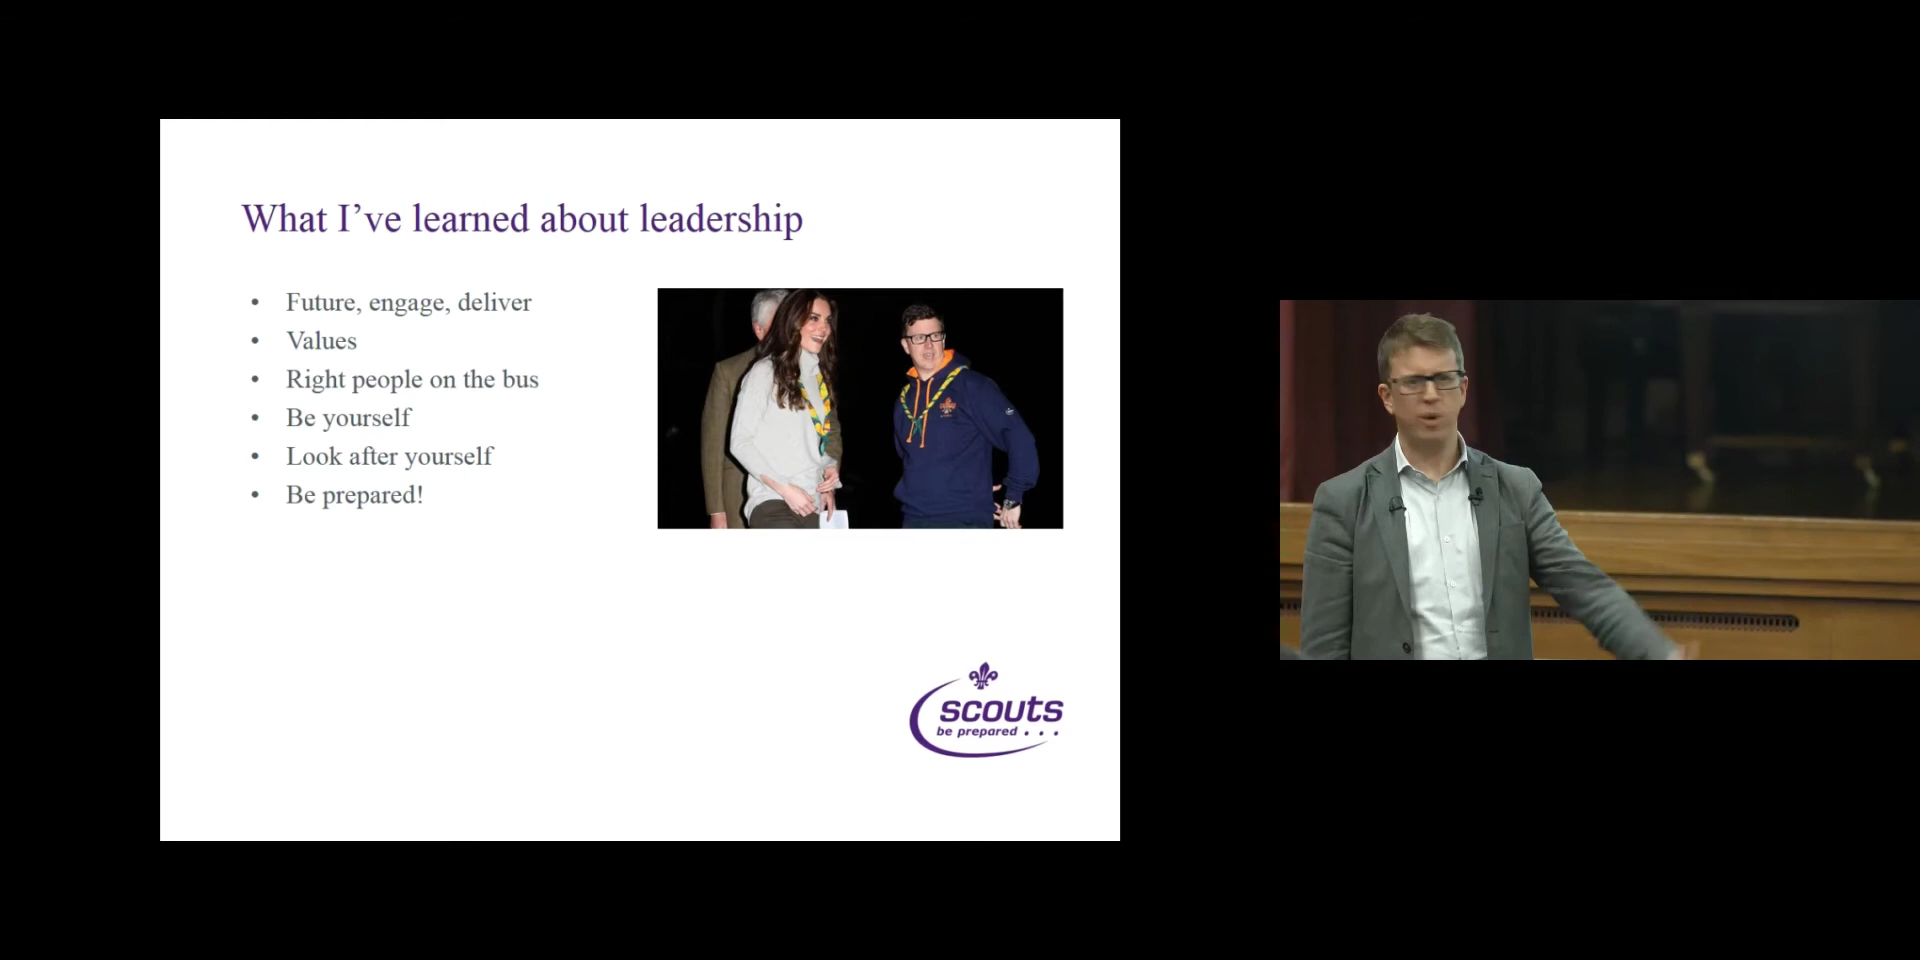 What I’ve learned about leadership
• Future, engage, deliver
• Values
• Right people on the bus
• Be yourself
• Look after yourself
• Be prepared!
scouts
be prepared . . .